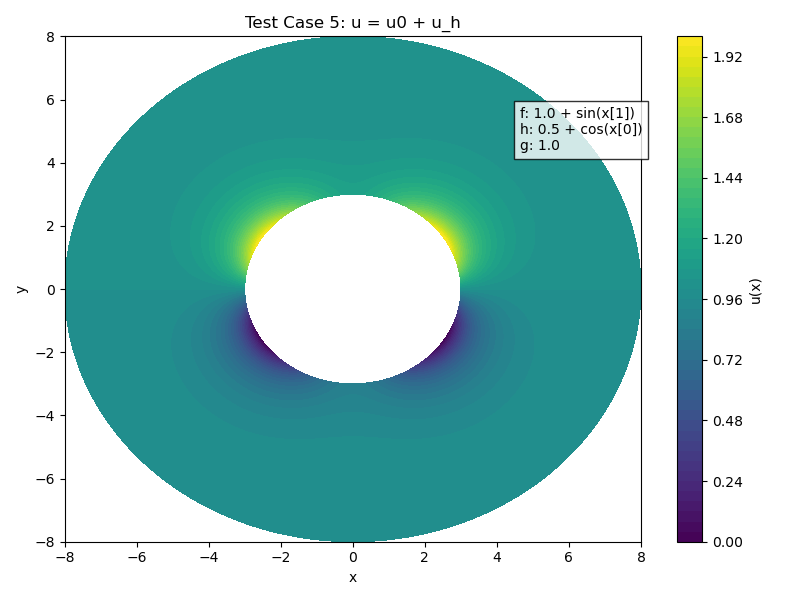 Test Case 5: u = u0 + u_h
8
6
4
2
0
−2
−4
−6
−8
y
−8 −6 −4 −2 0 2 4 6 8
x
f: 1.0 + sin(x[1])
h: 0.5 + cos(x[0])
g: 1.0
1.92
1.68
1.44
1.20
0.96
0.72
0.48
0.24
0.00
u(x)